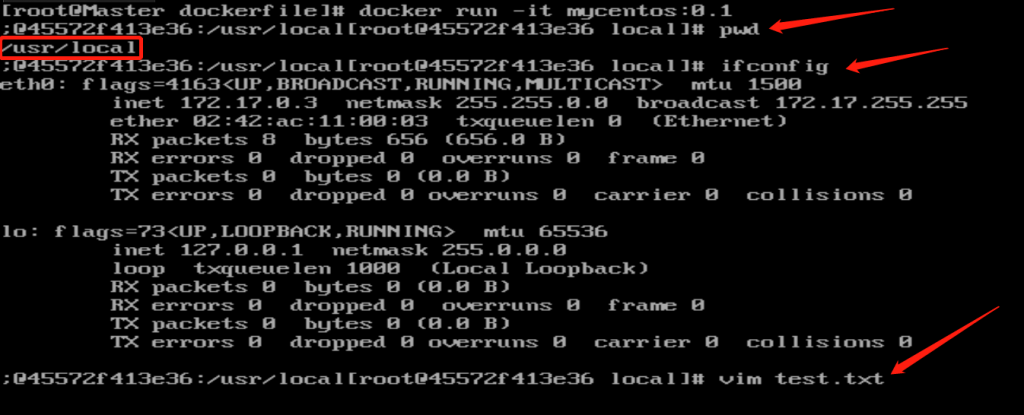 [root@Master dockerfile]# docker run -it mycentos:0.1
;@45572f413e36:/usr/local[root@45572f413e36 local]# pwd
/usr/local
;@45572f413e36:/usr/local[root@45572f413e36 local]# ifconfig
eth0: flags=4163<UP,BROADCAST,RUNNING,MULTICAST>  mtu 1500
        inet 172.17.0.3  netmask 255.255.0.0  broadcast 172.17.255.255
        ether 02:42:ac:11:00:03  txqueuelen 0  (Ethernet)
        RX packets 8  bytes 656 (656.0 B)
        RX errors 0  dropped 0  overruns 0  frame 0
        TX packets 0  bytes 0 (0.0 B)
        TX errors 0  dropped 0 overruns 0  carrier 0  collisions 0
lo: flags=73<UP,LOOPBACK,RUNNING>  mtu 65536
        inet 127.0.0.1  netmask 255.0.0.0
        loop  txqueuelen 1000  (Local Loopback)
        RX packets 0  bytes 0 (0.0 B)
        RX errors 0  dropped 0  overruns 0  frame 0
        TX packets 0  bytes 0 (0.0 B)
        TX errors 0  dropped 0 overruns 0  carrier 0  collisions 0
;@45572f413e36:/usr/local[root@45572f413e36 local]# vim test.txt